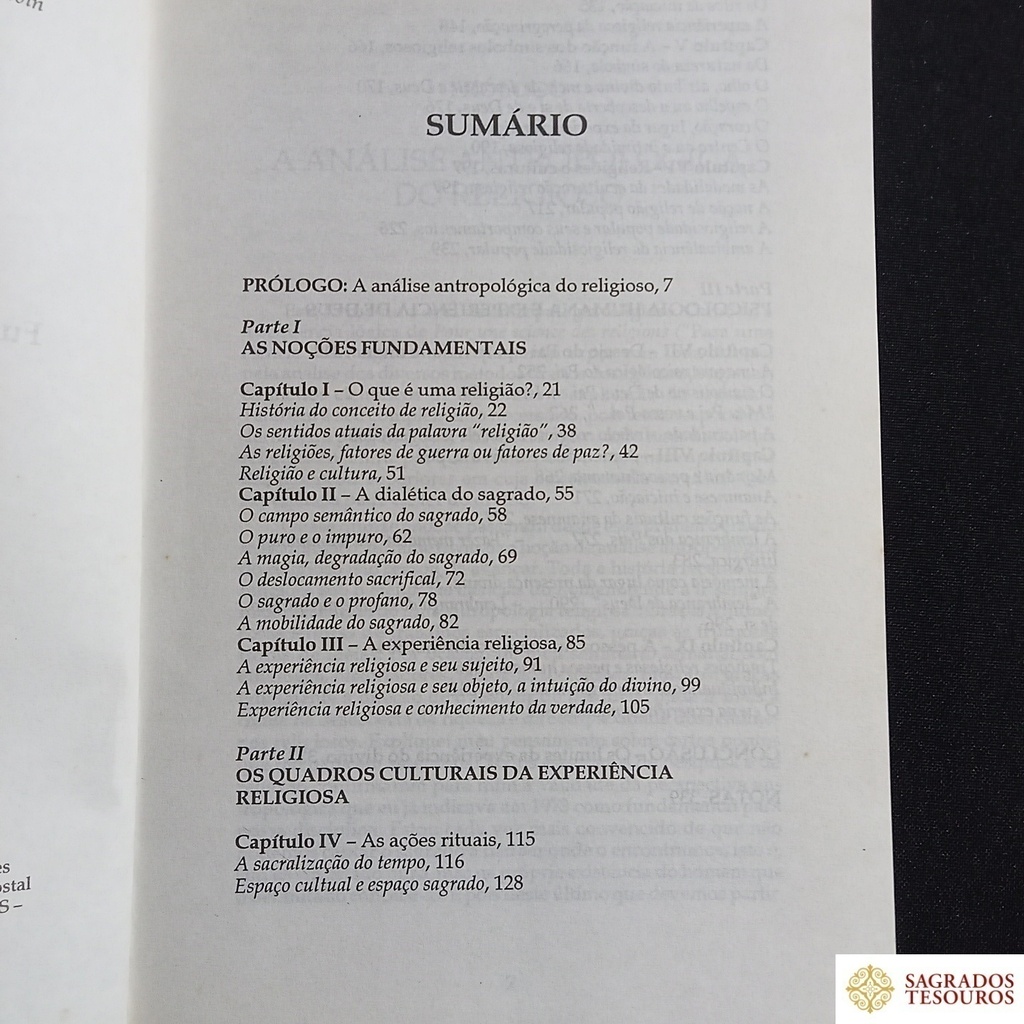 SUMÁRIO
PRÓLOGO: A análise antropológica do religioso, 7
Parte I
AS NOÇÕES FUNDAMENTAIS
Capítulo I – O que é uma religião?, 21
História do conceito de religião, 22
Os sentidos atuais da palavra “religião”, 38
As religiões, fatores de guerra ou fatores de paz?, 42
Religião e cultura, 51
Capítulo II – A dialética do sagrado, 55
O campo semântico do sagrado, 58
O puro e o impuro, 62
A magia, degradação do sagrado, 69
O deslocamento sacrifical, 72
O sagrado e o profano, 78
A mobilidade do sagrado, 82
Capítulo III – A experiência religiosa, 85
A experiência religiosa e seu sujeito, 91
A experiência religiosa e seu objeto, a intuição do divino, 99
Experiência religiosa e conhecimento da verdade, 105
Parte II
OS QUADROS CULTURAIS DA EXPERIÊNCIA
RELIGIOSA
Capítulo IV – As ações rituais, 115
A sacralização do tempo, 116
Espaço cultual e espaço sagrado, 128
SAGRADOS
TESOUROS